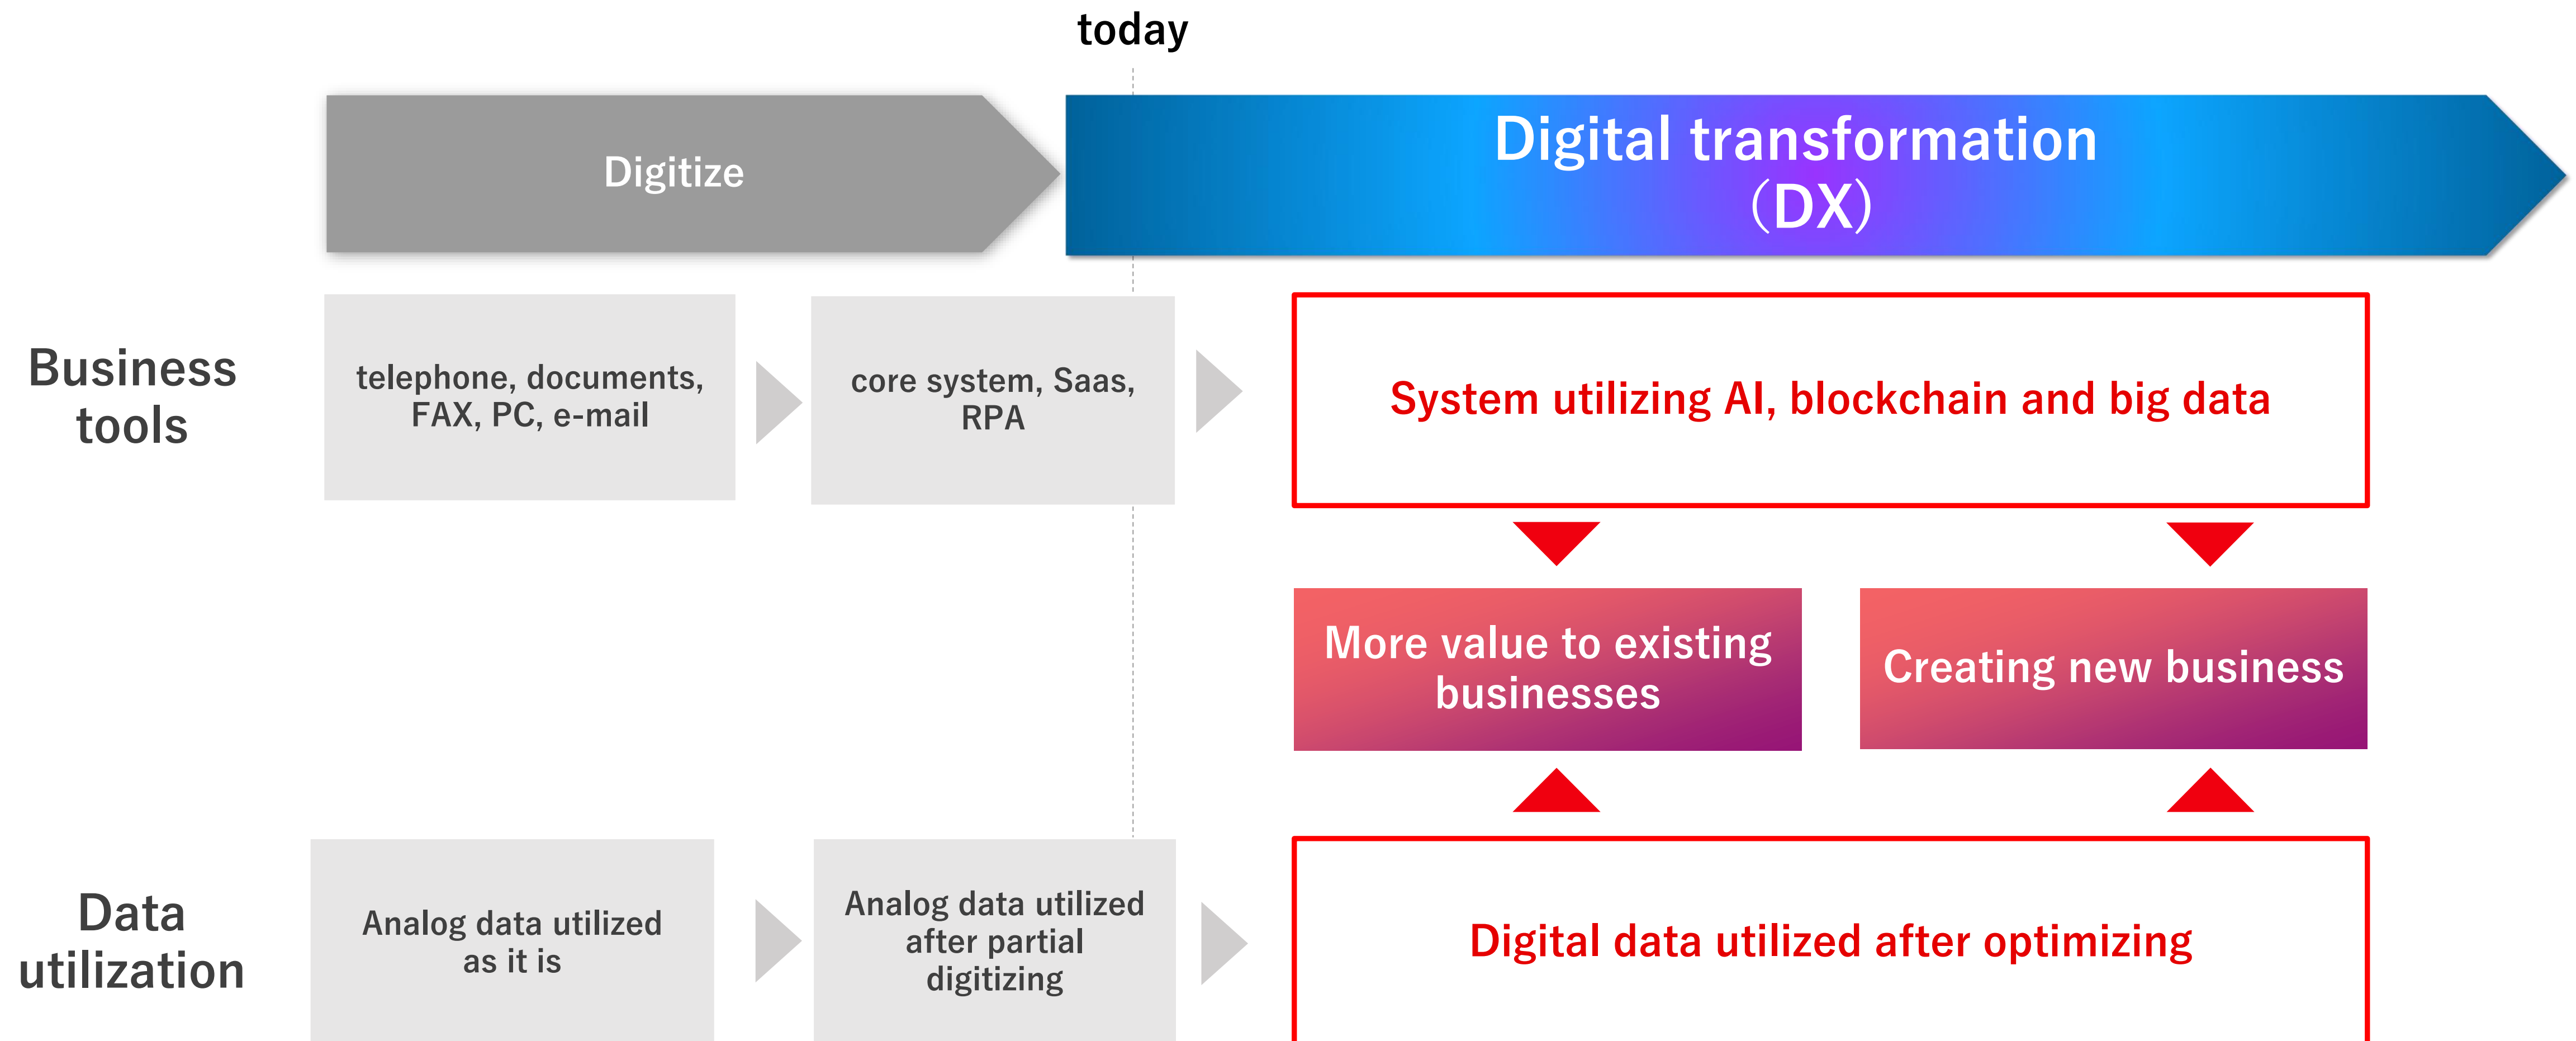 today
Digitize
Digital transformation
（DX）
Business
tools
telephone, documents,
FAX, PC, e-mail
core system, Saas,
RPA
System utilizing AI, blockchain and big data
More value to existing
businesses
Creating new business
Data
utilization
Analog data utilized
as it is
Analog data utilized
after partial
digitizing
Digital data utilized after optimizing